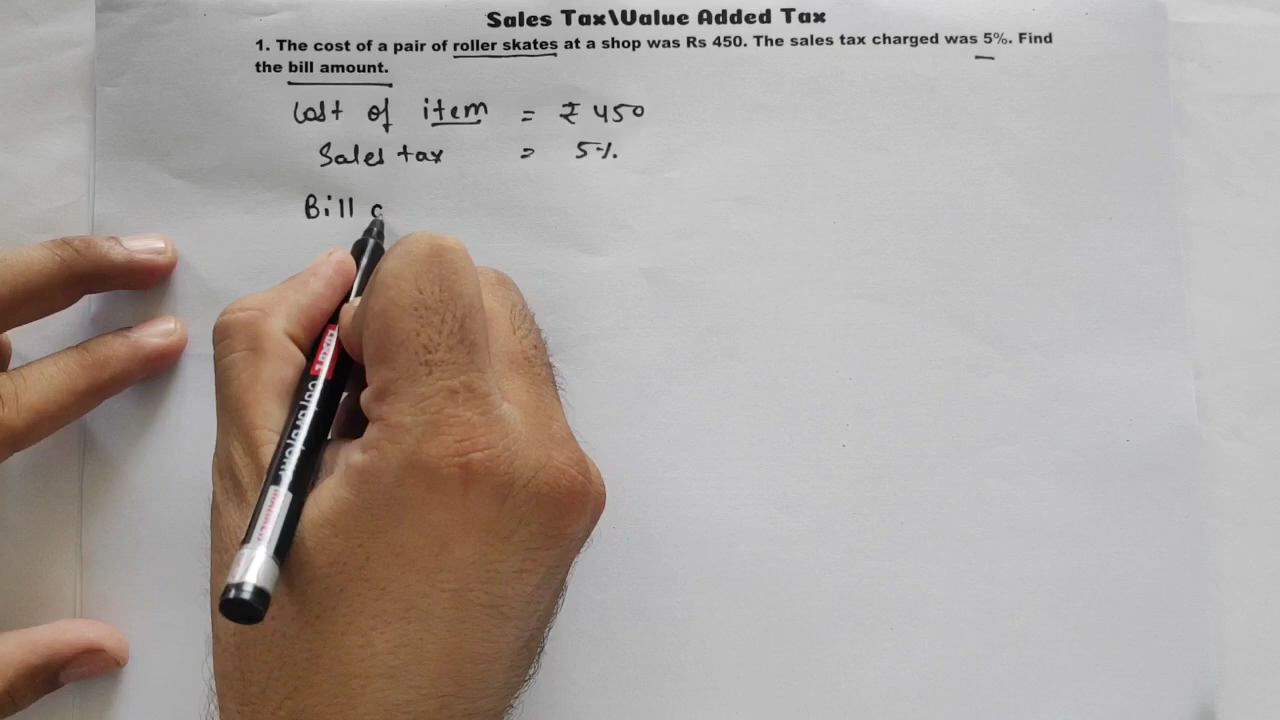 Sales Tax\Value Added Tax
1. The cost of a pair of roller skates at a shop was Rs 450. The sales tax charged was 5%. Find
the bill amount.
Cost of item = ₹ 450
Sales tax = 5%.
Bill